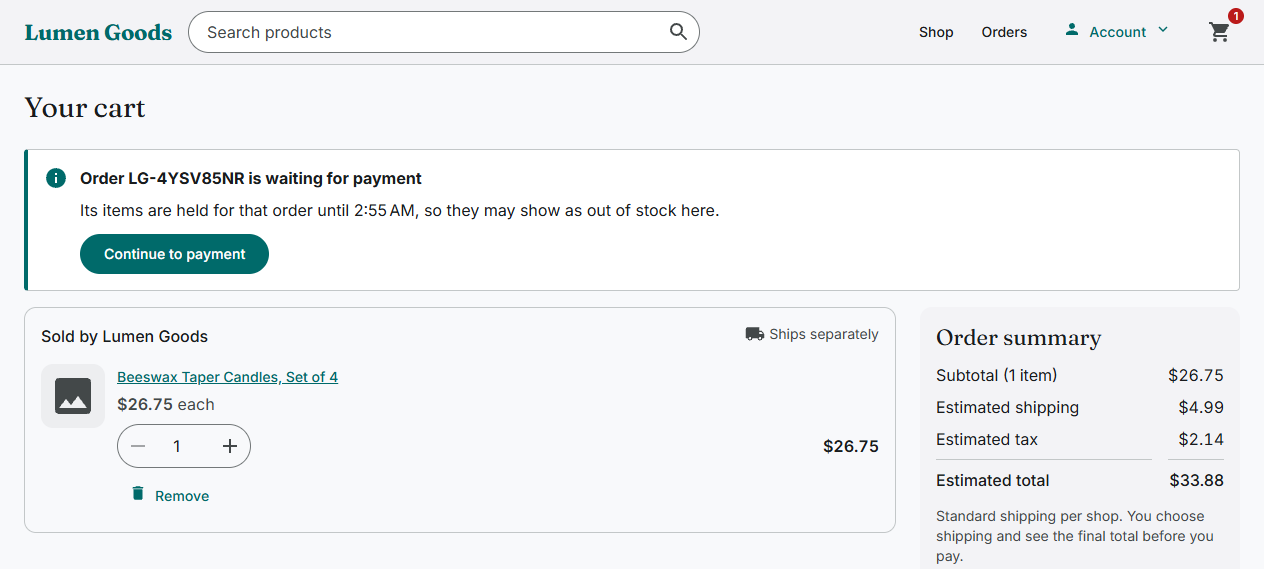 Lumen Goods
Search products
Shop
Orders
Account
1
Your cart
Order LG-4YSV85NR is waiting for payment
Its items are held for that order until 2:55 AM, so they may show as out of stock here.
Continue to payment
Sold by Lumen Goods
Ships separately
Beeswax Taper Candles, Set of 4
$26.75 each
1
$26.75
Remove
Order summary
Subtotal (1 item) $26.75
Estimated shipping $4.99
Estimated tax $2.14
Estimated total $33.88
Standard shipping per shop. You choose
shipping and see the final total before you
pay.